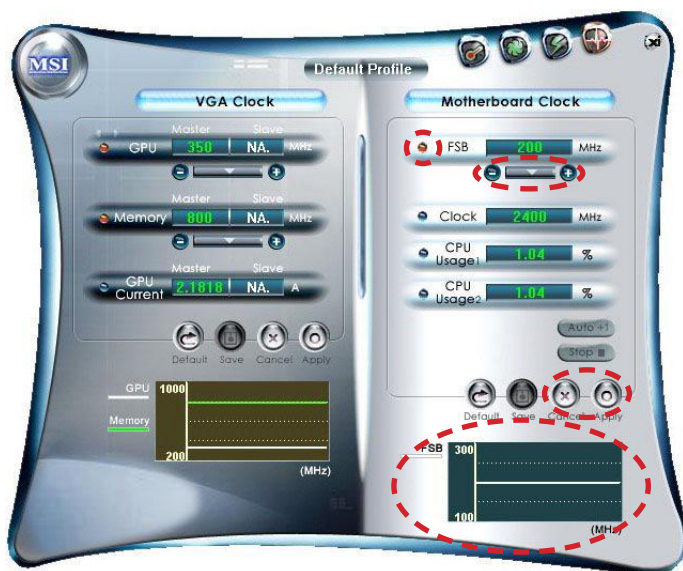 MSI
Default Profile
xi
VGA Clock
Master Slave
GPU 350 NA. MHz
Master Slave
Memory 800 NA. MHz
Master Slave
GPU Current 2.1818 NA. A
Default Save Cancel Apply
GPU
Memory
1000
200
(MHz)
Motherboard Clock
FSB 200 MHz
Clock 2400 MHz
CPU Usage1 1.04 %
CPU Usage2 1.04 %
Auto +1
Stop
Default Save Cancel Apply
FSB
300
100
(MHz)